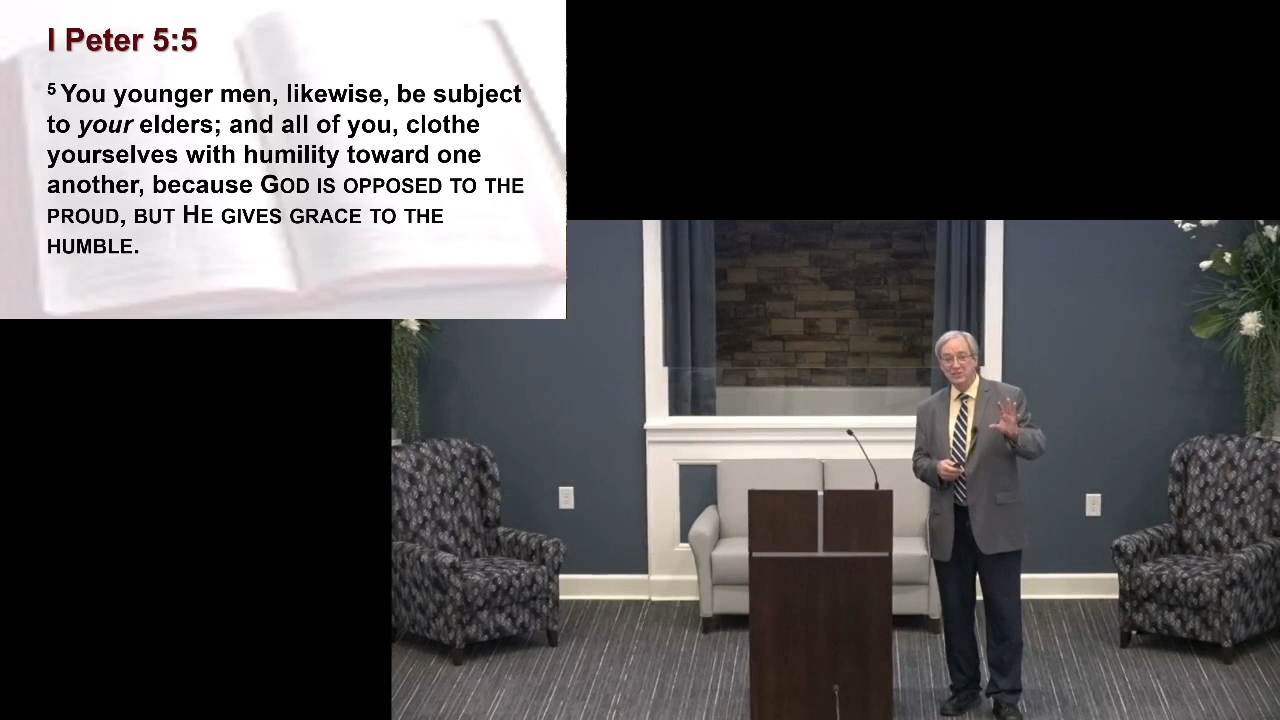 I Peter 5:5
5 You younger men, likewise, be subject
to your elders; and all of you, clothe
yourselves with humility toward one
another, because GOD IS OPPOSED TO THE
PROUD, BUT HE GIVES GRACE TO THE
HUMBLE.